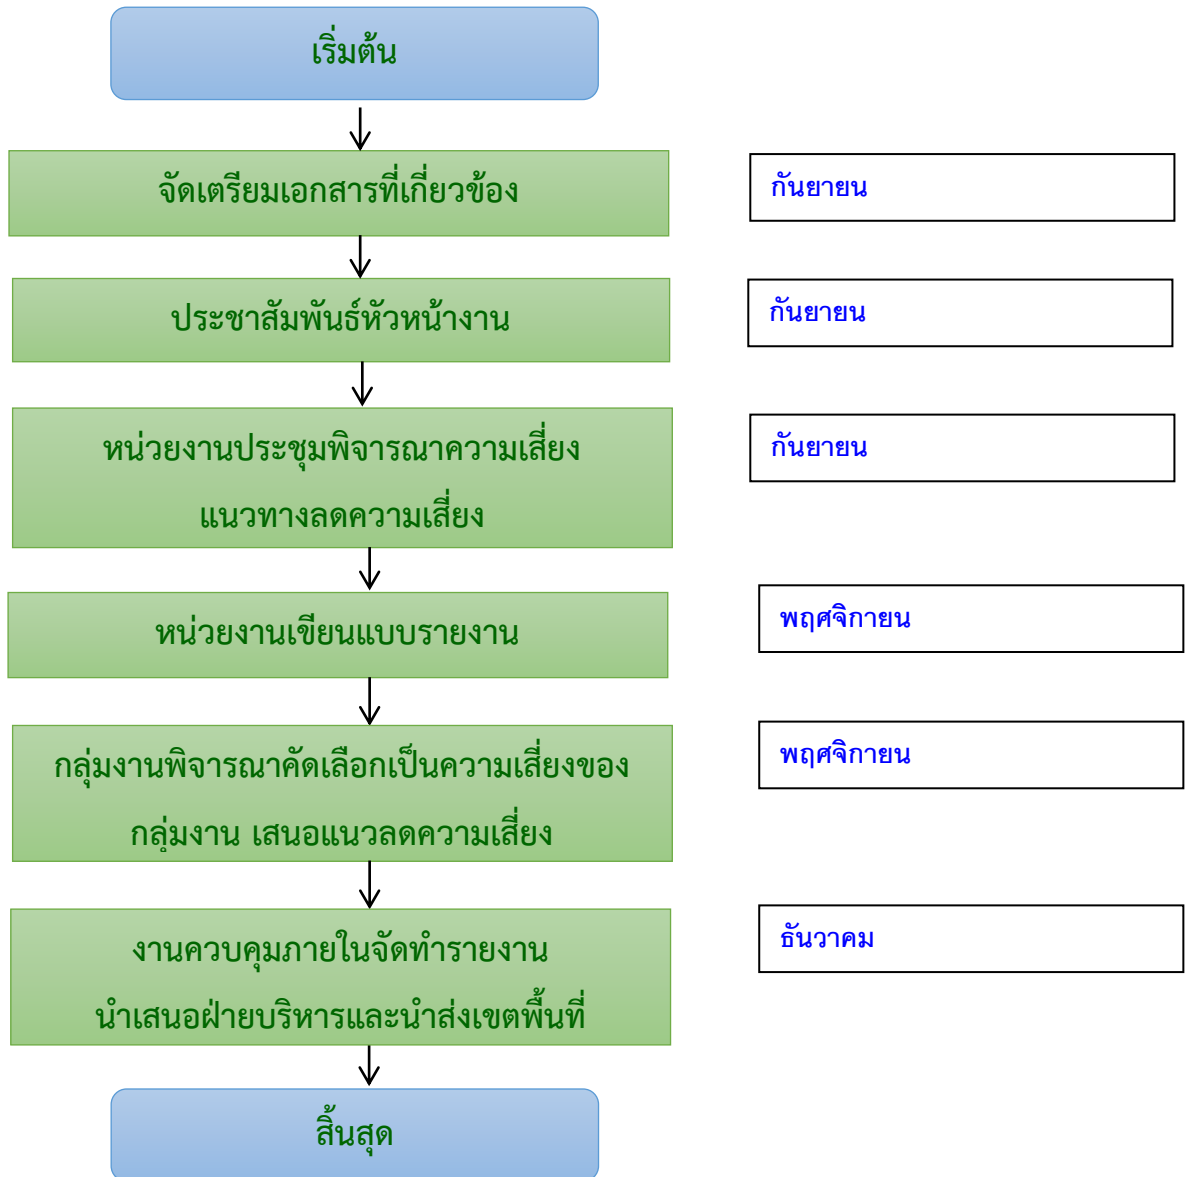 เริ่มต้น
จัดเตรียมเอกสารที่เกี่ยวข้อง
กันยายน
ประชาสัมพันธ์หัวหน้างาน
กันยายน
หน่วยงานประชุมพิจารณาความเสี่ยง
แนวทางลดความเสี่ยง
กันยายน
หน่วยงานเขียนแบบรายงาน
พฤศจิกายน
กลุ่มงานพิจารณาคัดเลือกเป็นความเสี่ยงของ
กลุ่มงาน เสนอแนวลดความเสี่ยง
พฤศจิกายน
งานควบคุมภายในจัดทำรายงาน
นำเสนอฝ่ายบริหารและนำส่งเขตพื้นที่
ธันวาคม
สิ้นสุด